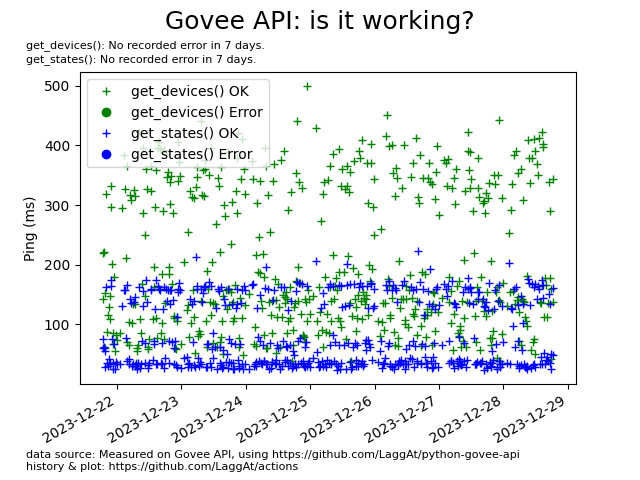 Govee API: is it working?
get_devices(): No recorded error in 7 days.
get_states(): No recorded error in 7 days.
get_devices() OK
get_devices() Error
get_states() OK
get_states() Error
Ping (ms)
500
400
300
200
100
2023-12-22
2023-12-23
2023-12-24
2023-12-25
2023-12-26
2023-12-27
2023-12-28
2023-12-29
data source: Measured on Govee API, using https://github.com/LaggAt/python-govee-api
history & plot: https://github.com/LaggAt/actions